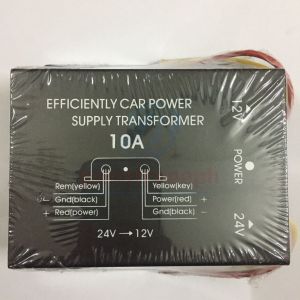 EFFICIENTLY CAR POWER
SUPPLY TRANSFORMER
10A
Rem(yellow) Yellow(key)
Gnd(black) - Power(red) +
+ Red(power) Gnd(black) -
24V → 12V
12V
POWER
24V